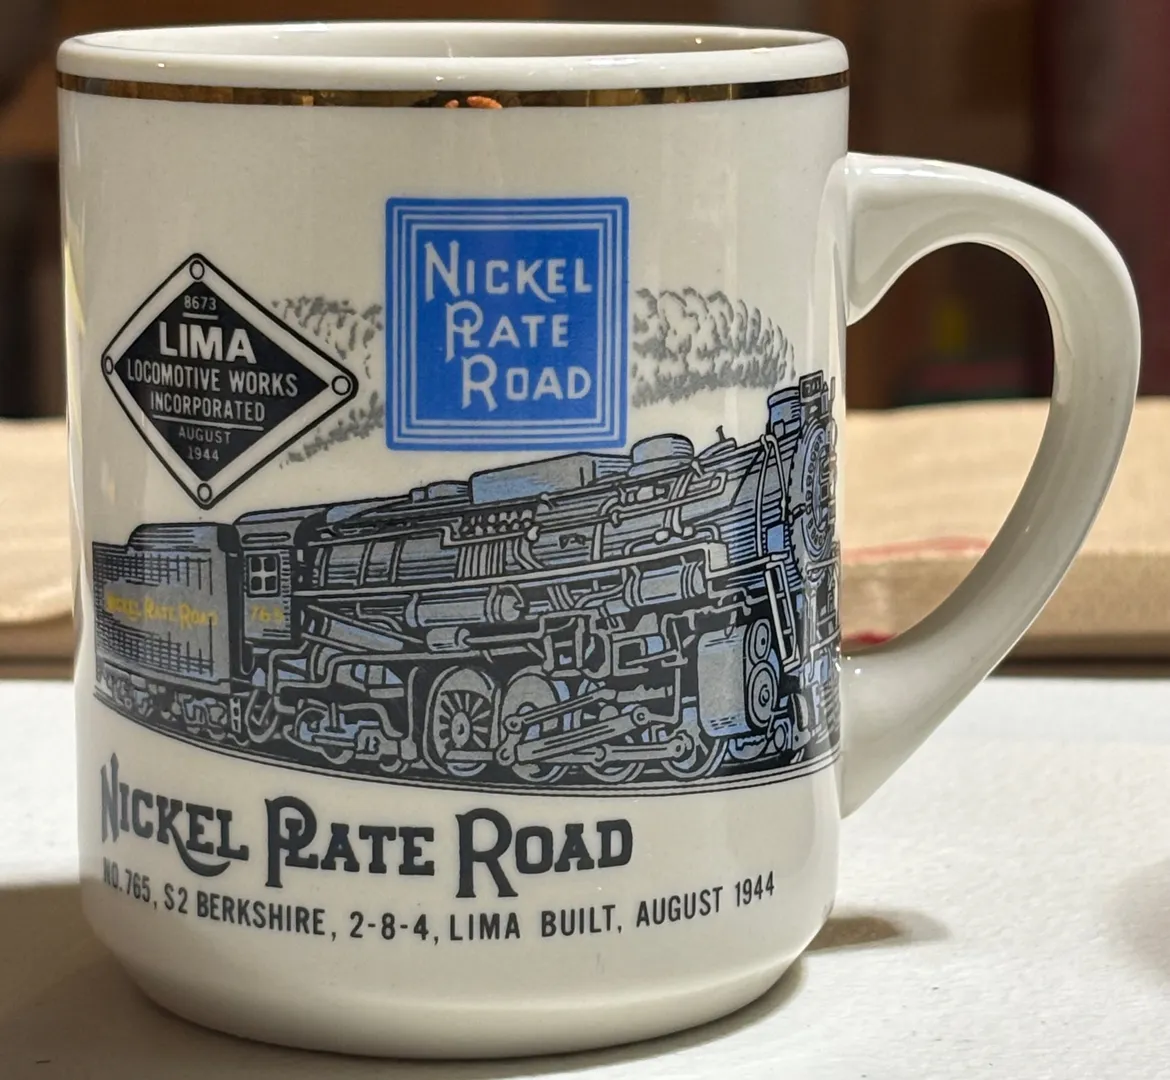 8673
LIMA
LOCOMOTIVE WORKS
INCORPORATED
AUGUST
1944
NICKEL
PLATE
ROAD
NICKEL PLATE ROAD
765
NICKEL PLATE ROAD
NO. 765, S2 BERKSHIRE, 2-8-4, LIMA BUILT, AUGUST 1944